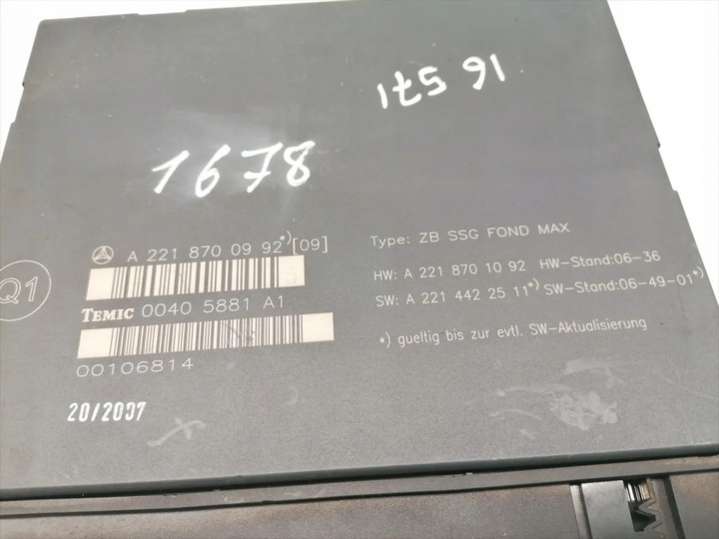 16 571
1678
A 221 870 09 92*)[09]
TEMIC 0040 5881 A1
00106814
20/2007
Q1
Type: ZB SSG FOND MAX
HW: A 221 870 10 92 HW-Stand:06-36
SW: A 221 442 25 11*) SW-Stand:06-49-01*)
*) gueltig bis zur evtl. SW-Aktualisierung